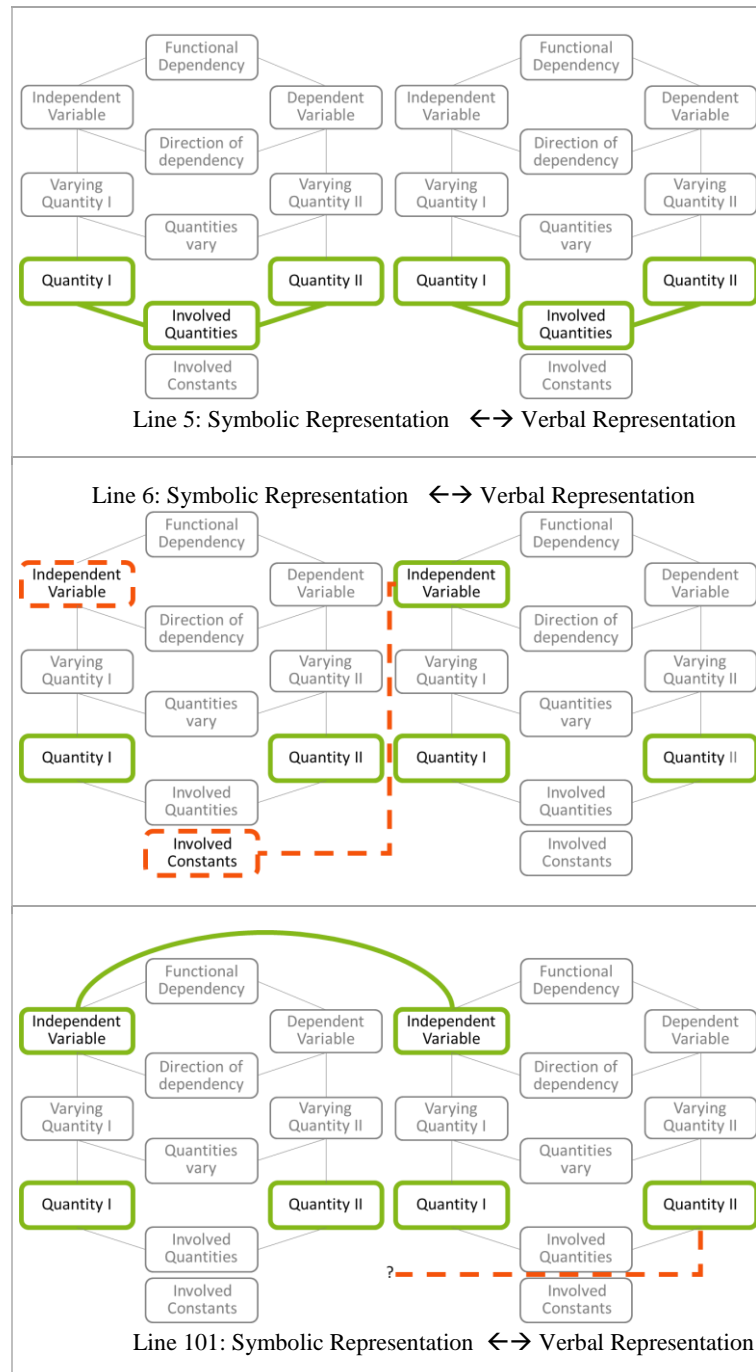 Functional
Dependency
Functional
Dependency
Independent
Variable
Dependent
Variable
Independent
Variable
Dependent
Variable
Direction of
dependency
Direction of
dependency
Varying
Quantity I
Varying
Quantity II
Varying
Quantity I
Varying
Quantity II
Quantities
vary
Quantities
vary
Quantity I
Quantity II
Quantity I
Quantity II
Involved
Quantities
Involved
Quantities
Involved
Constants
Involved
Constants
Line 5: Symbolic Representation ←→ Verbal Representation
Line 6: Symbolic Representation ←→ Verbal Representation
Functional
Dependency
Functional
Dependency
Independent
Variable
Dependent
Variable
Independent
Variable
Dependent
Variable
Direction of
dependency
Direction of
dependency
Varying
Quantity I
Varying
Quantity II
Varying
Quantity I
Varying
Quantity II
Quantities
vary
Quantities
vary
Quantity I
Quantity II
Quantity I
Quantity II
Involved
Quantities
Involved
Quantities
Involved
Constants
Involved
Constants
Functional
Dependency
Functional
Dependency
Independent
Variable
Dependent
Variable
Independent
Variable
Dependent
Variable
Direction of
dependency
Direction of
dependency
Varying
Quantity I
Varying
Quantity II
Varying
Quantity I
Varying
Quantity II
Quantities
vary
Quantities
vary
Quantity I
Quantity II
Quantity I
Quantity II
Involved
Quantities
Involved
Quantities
?
Involved
Constants
Involved
Constants
Line 101: Symbolic Representation ←→ Verbal Representation